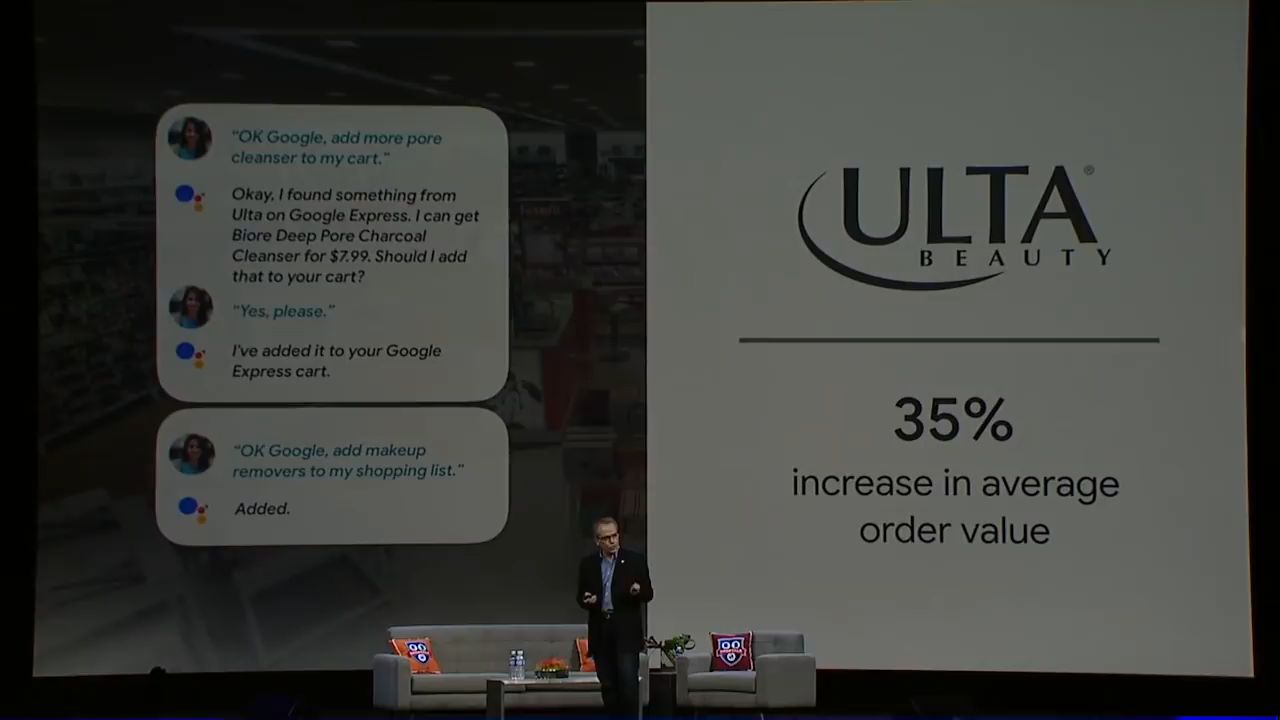 "OK Google, add more pore
cleanser to my cart."
Okay, I found something from
Ulta on Google Express. I can get
Biore Deep Pore Charcoal
Cleanser for $7.99. Should I add
that to your cart?
"Yes, please."
I've added it to your Google
Express cart.
"OK Google, add makeup
removers to my shopping list."
Added.
ULTA®
BEAUTY
35%
increase in average
order value